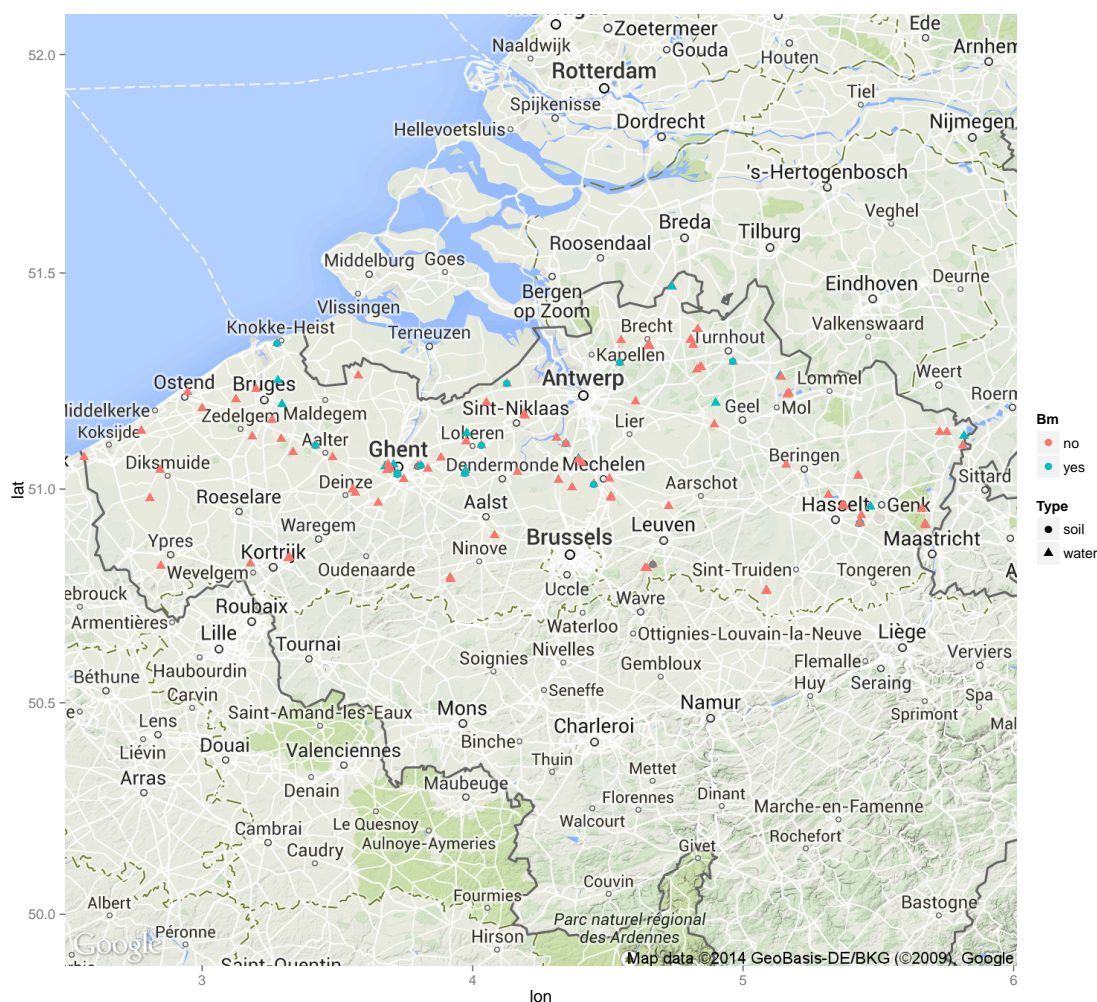 Zoetermeer
Ede
Naaldwijk
Gouda
Houten
Arnhem
52.0
Rotterdam
Tiel
Spijkenisse
Hellevoetsluis
Dordrecht
Nijmegen
's-Hertogenbosch
Veghel
Breda
Tilburg
Roosendaal
Middelburg
Goes
51.5
Eindhoven
Deurne
Bergen
op Zoom
Vlissingen
Knokke-Heist
Terneuzen
Brecht
Turnhout
Valkenswaard
Kapellen
Ostend
Bruges
Antwerp
Lommel
Weert
Middelkerke
Zedelgem
Maldegem
Sint-Niklaas
Geel
Mol
Roerm
Koksijde
Aalter
Lokeren
Lier
Bm
no
yes
Ghent
Diksmuide
Dendermonde
Mechelen
Beringen
51.0
Deinze
Aarschot
Sittard
lat
Roeselare
Aalst
Hasselt
Genk
Type
soil
water
Waregem
Leuven
Ypres
Kortrijk
Brussels
Maastricht
Ninove
Wevelgem
Oudenaarde
Sint-Truiden
Tongeren
ebrouck
Uccle
Wavre
Roubaix
Armentières
Waterloo
Lille
Ottignies-Louvain-la-Neuve
Liège
Tournai
Nivelles
Verviers
Haubourdin
Soignies
Gembloux
Flemalle
Béthune
Seneffe
Huy
Seraing
Carvin
Spa
50.5
Saint-Amand-les-Eaux
Mons
Namur
Sprimont
Lens
Charleroi
Mal
Liévin
Douai
Valenciennes
Binche
Thuin
Arras
Mettet
Denain
Maubeuge
Florennes
Dinant
Marche-en-Famenne
Le Quesnoy
Walcourt
Cambrai
Aulnoye-Aymeries
Rochefort
Caudry
Givet
Couvin
Albert
Fourmies
Bastogne
50.0
Parc naturel régional
des Ardennes
Péronne
Hirson
Google
Saint-Quentin
Map data ©2014 GeoBasis-DE/BKG (©2009), Google
3
4
5
6
lon